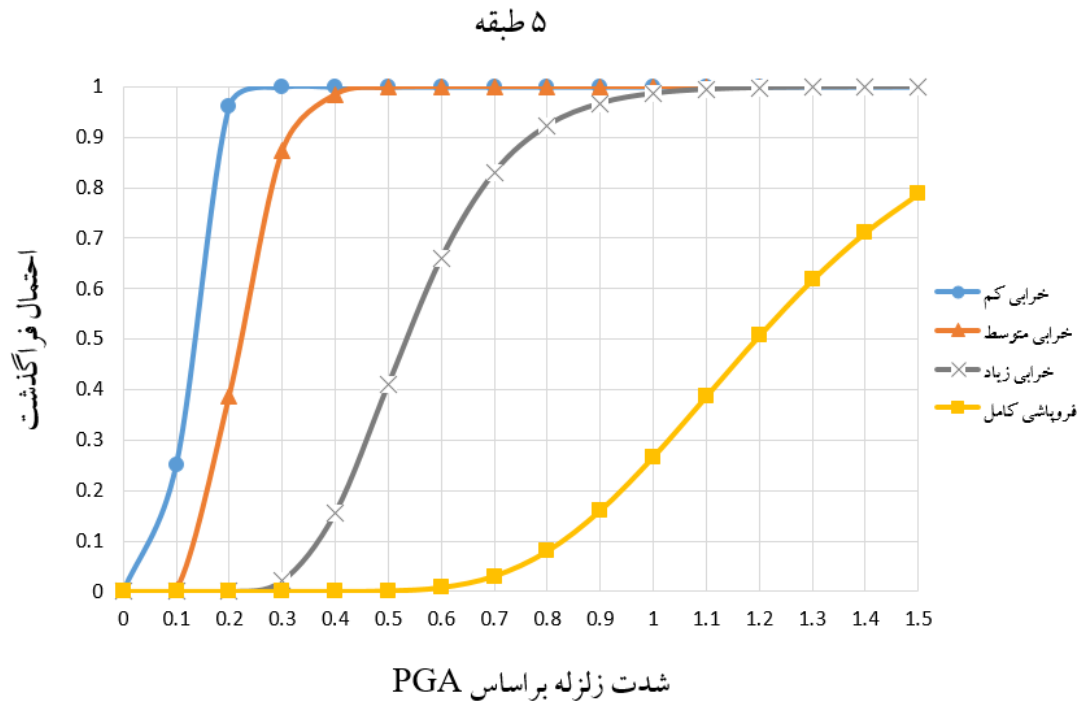 ۵ طبقه
1
0.9
0.8
0.7
0.6
0.5
0.4
0.3
0.2
0.1
0
0 0.1 0.2 0.3 0.4 0.5 0.6 0.7 0.8 0.9 1 1.1 1.2 1.3 1.4 1.5
احتمال فراگذشت
شدت زلزله براساس PGA
خرابی کم
خرابی متوسط
خرابی زیاد
فروپاشی کامل